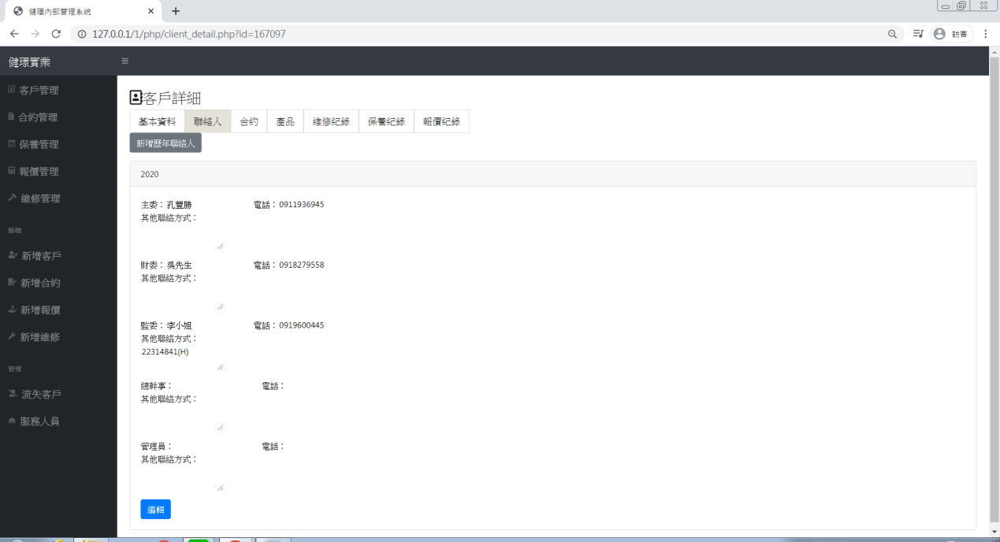 健璟內部管理系統
127.0.0.1/1/php/client_detail.php?id=167097
訪客
健璟實業
客戶管理
合約管理
保養管理
報價管理
維修管理
新增
新增客戶
新增合約
新增報價
新增維修
管理
流失客戶
服務人員
客戶詳細
基本資料 聯絡人 合約 產品 維修紀錄 保養紀錄 報價紀錄
新增歷年聯絡人
2020
主委：孔豐勝 電話：0911936945
其他聯絡方式：
財委：吳先生 電話：0918279558
其他聯絡方式：
監委：李小姐 電話：0919600445
其他聯絡方式：
22314841(H)
總幹事： 電話：
其他聯絡方式：
管理員： 電話：
其他聯絡方式：
編輯